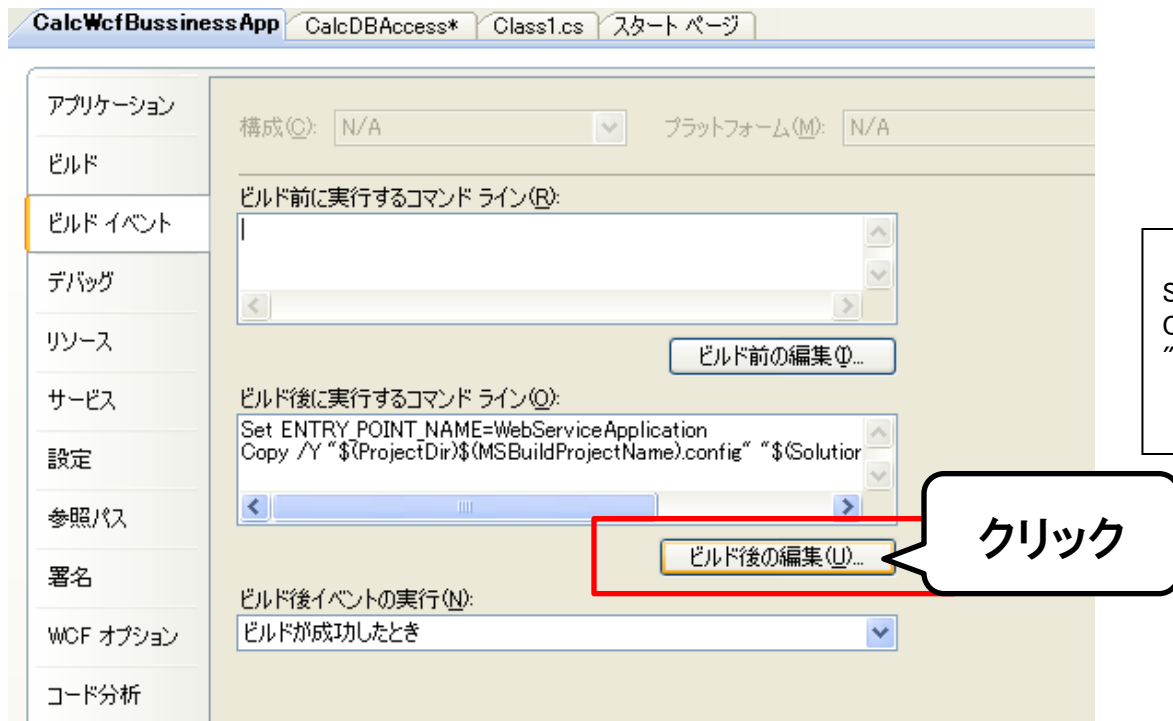 CalcWcfBussinessApp CalcDBAccess* Class1.cs スタート ページ
アプリケーション
ビルド
ビルド イベント
デバッグ
リソース
サービス
設定
参照パス
署名
WCF オプション
コード分析
構成(C): N/A プラットフォーム(M): N/A
ビルド前に実行するコマンド ライン(R):
ビルド前の編集(I)...
ビルド後に実行するコマンド ライン(O):
Set ENTRY_POINT_NAME=WebServiceApplication
Copy /Y "$(ProjectDir)$(MSBuildProjectName).config" "$(Solution
ビルド後の編集(U)...
クリック
ビルド後イベントの実行(N):
ビルドが成功したとき
S
C
"